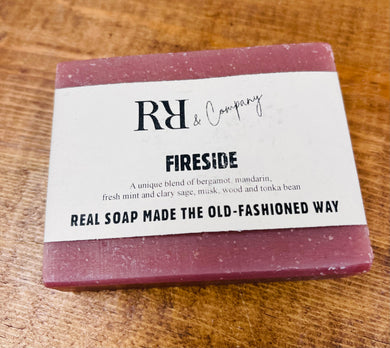 RR & Company
FIRESIDE
A unique blend of bergamot, mandarin,
fresh mint and clary sage, musk, wood and tonka bean
REAL SOAP MADE THE OLD-FASHIONED WAY